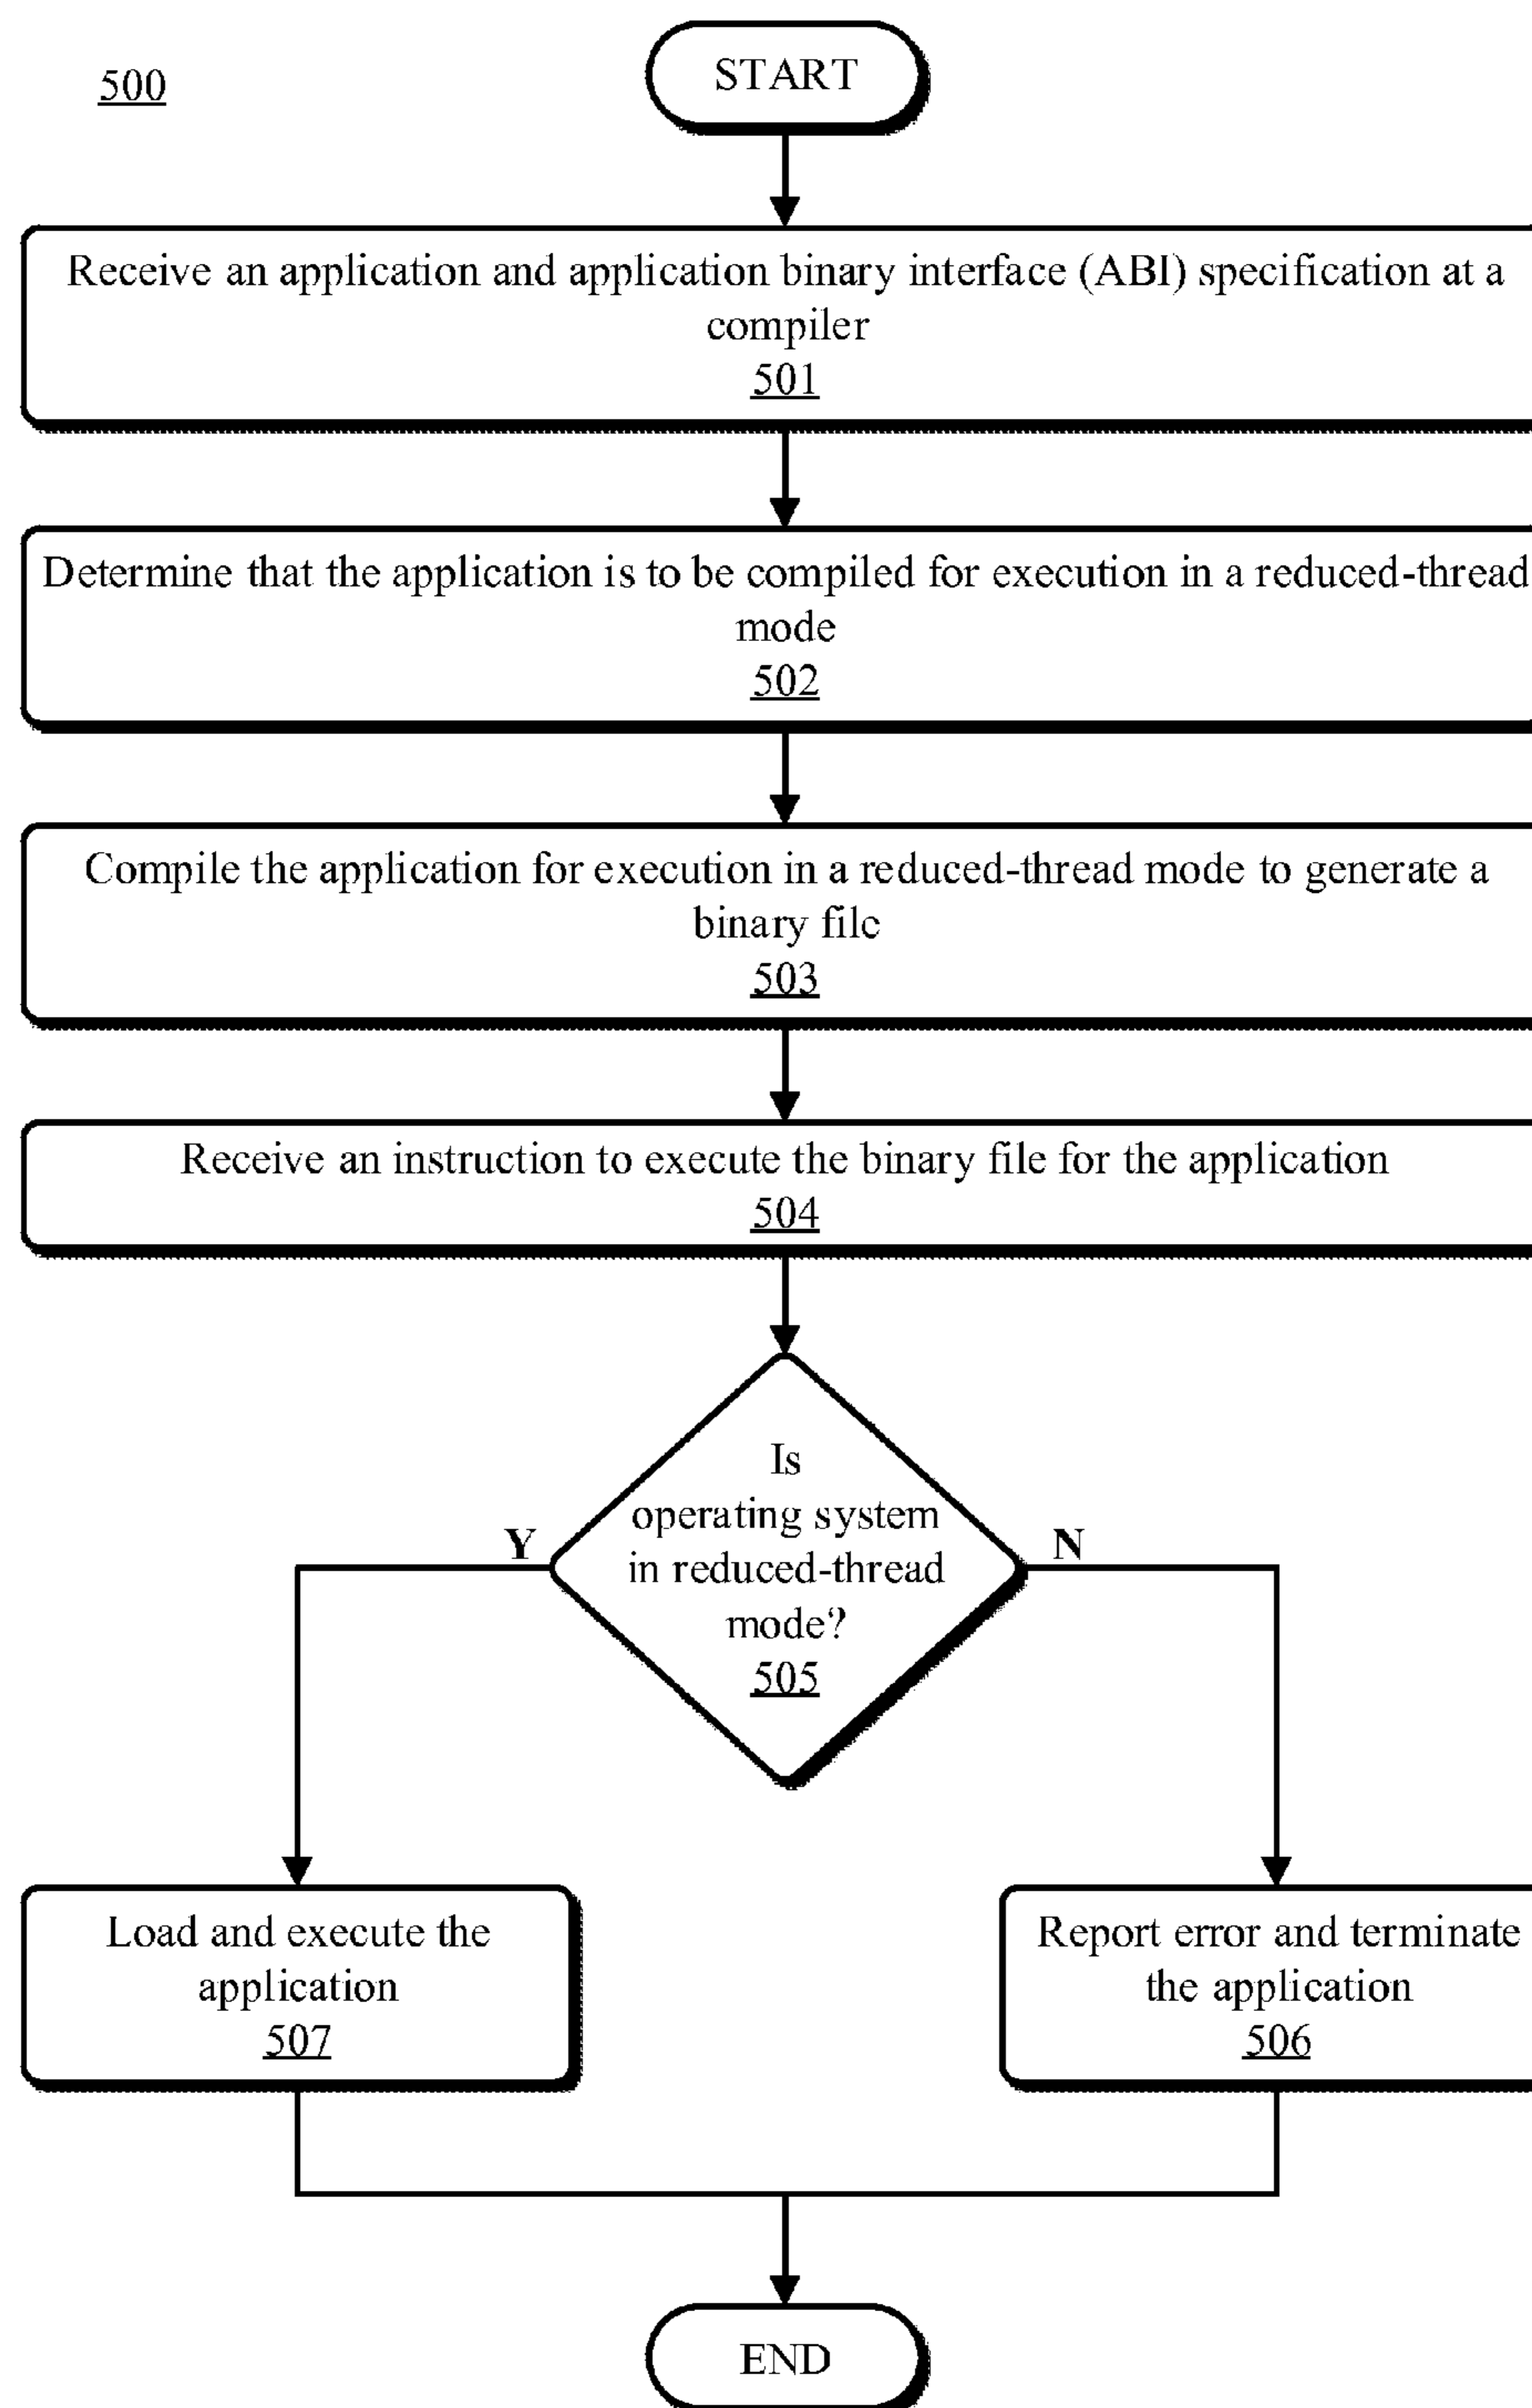 500
START
Receive an application and application binary interface (ABI) specification at a
compiler
501
Determine that the application is to be compiled for execution in a reduced-thread
mode
502
Compile the application for execution in a reduced-thread mode to generate a
binary file
503
Receive an instruction to execute the binary file for the application
504
Is
operating system
in reduced-thread
mode?
505
Y
N
Load and execute the
application
507
Report error and terminate
the application
506
END